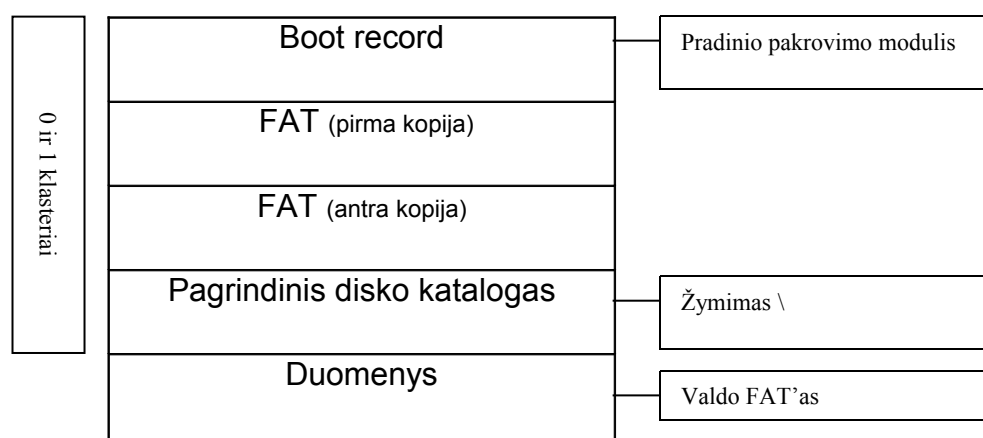 0 ir 1 klasteriai
Boot record
Pradinio pakrovimo modulis
FAT (pirma kopija)
FAT (antra kopija)
Pagrindinis disko katalogas
Žymimas \
Duomenys
Valdo FAT’as